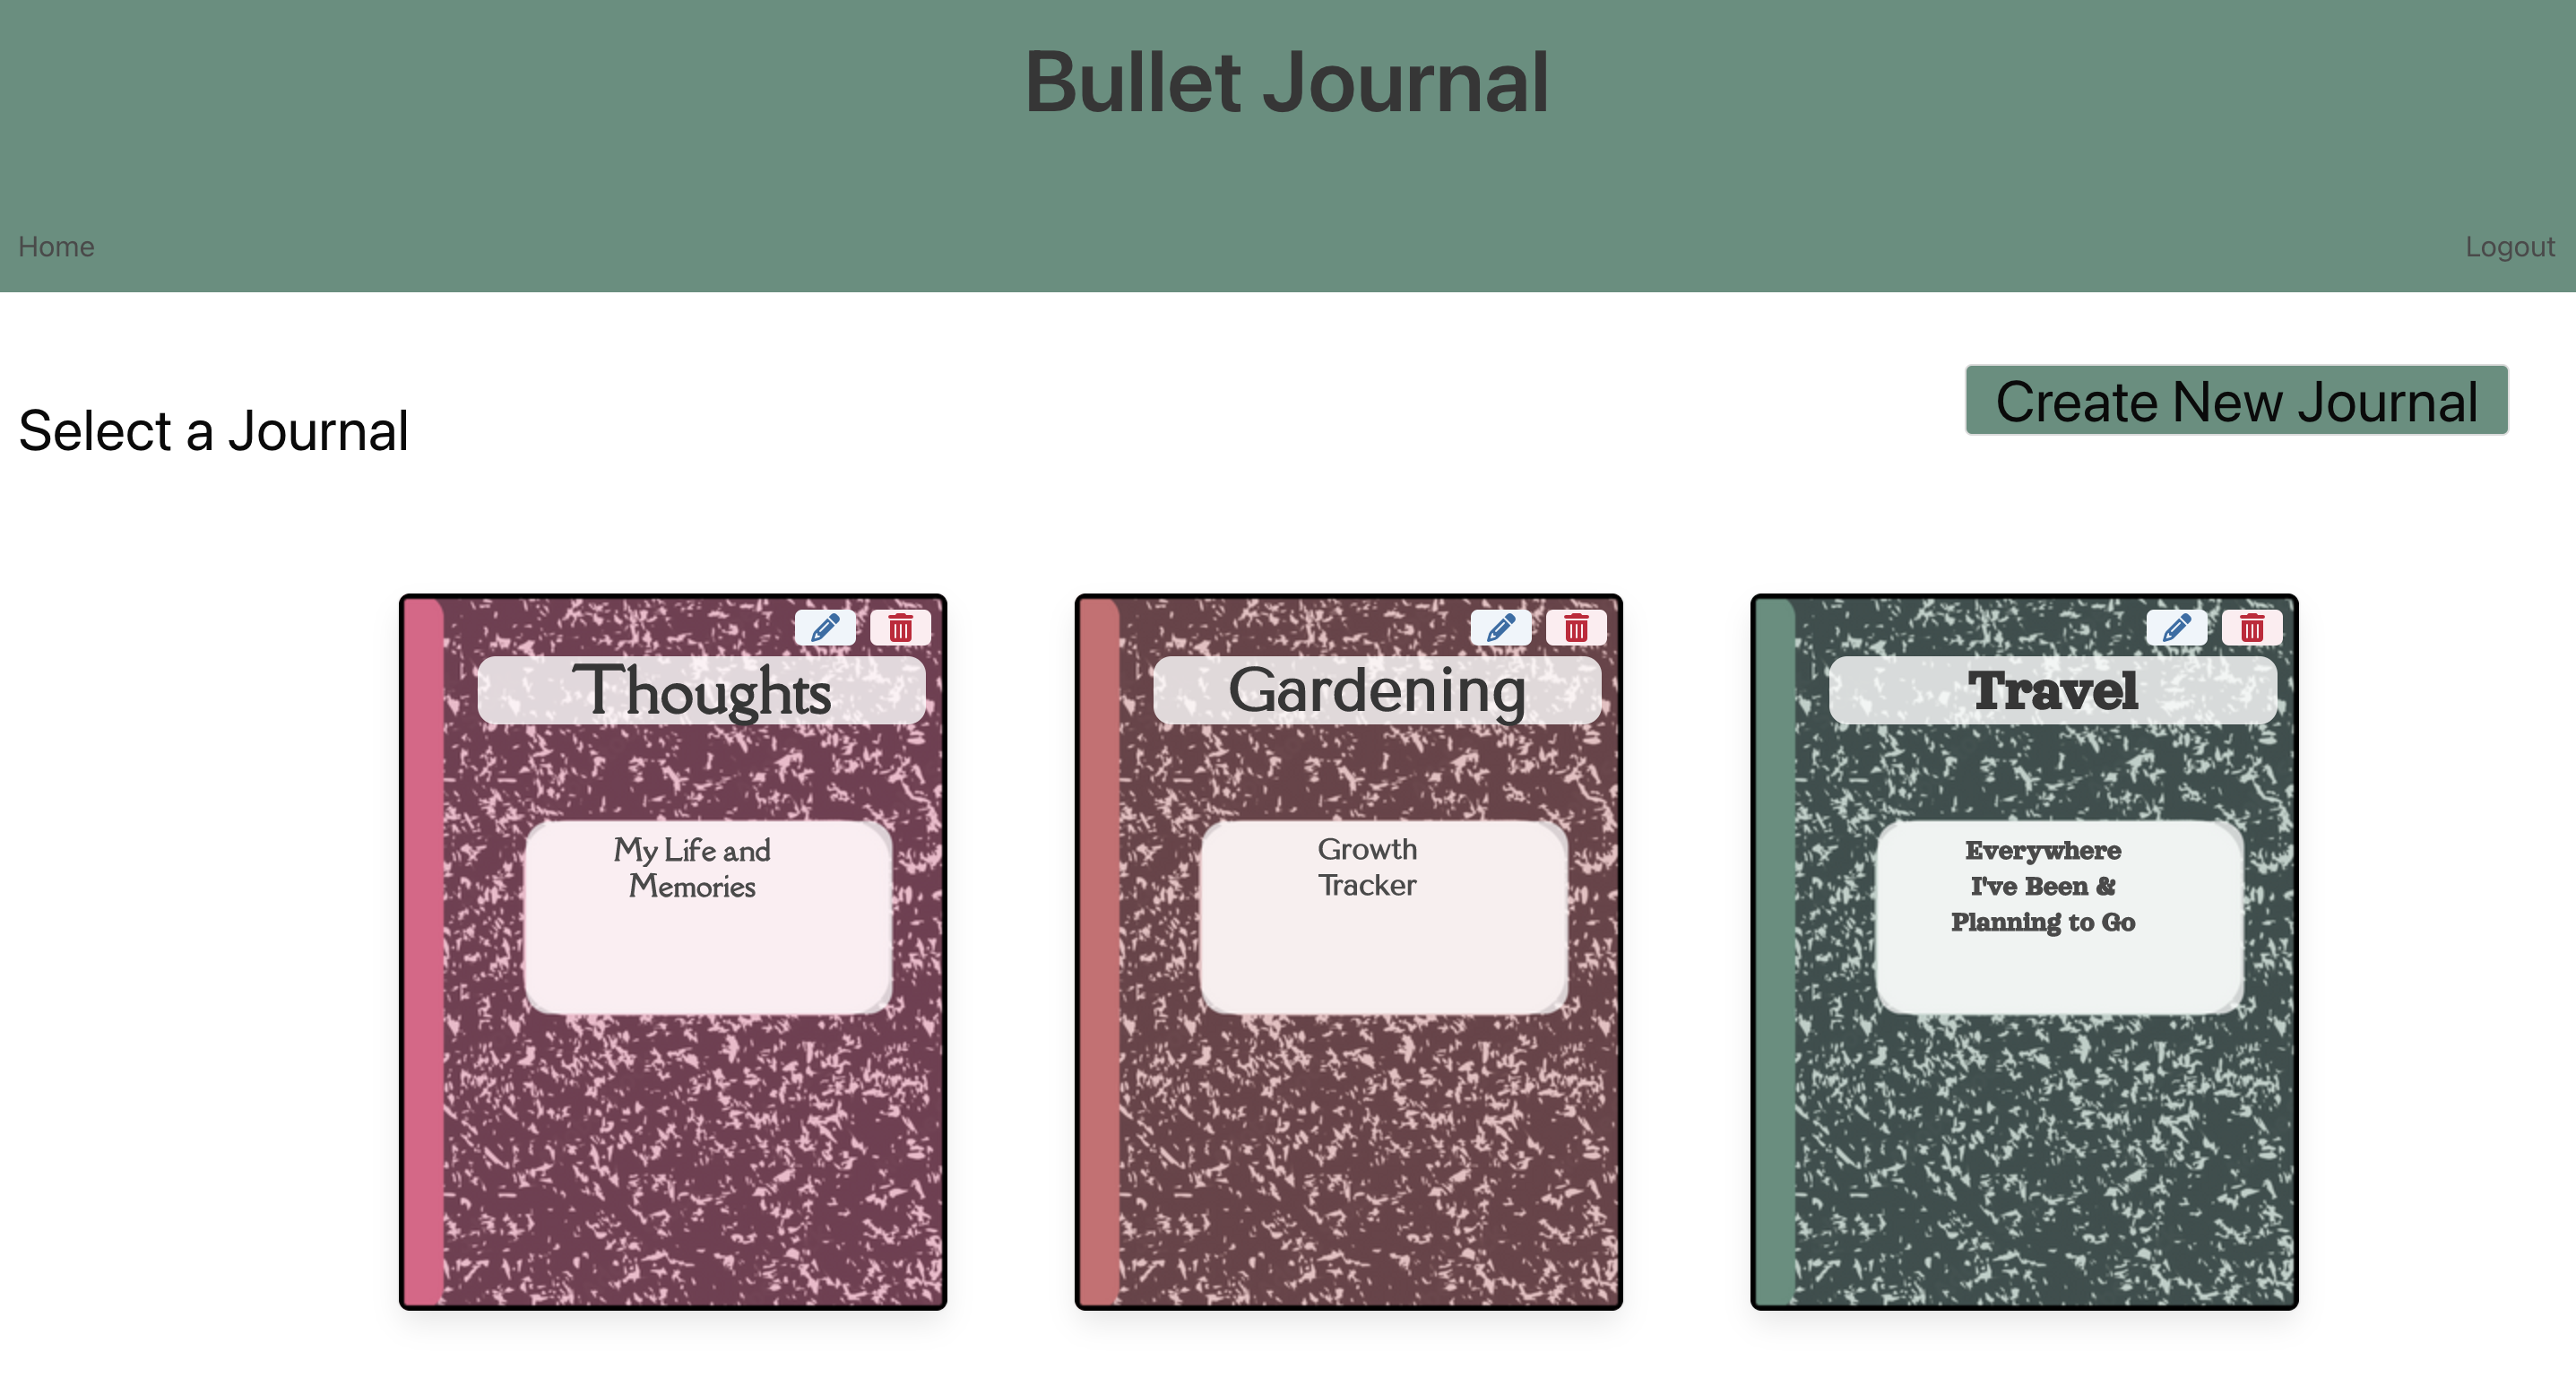 Bullet Journal
Home
Logout
Select a Journal
Create New Journal
Thoughts
My Life and
Memories
Gardening
Growth
Tracker
Travel
Everywhere
I've Been &
Planning to Go